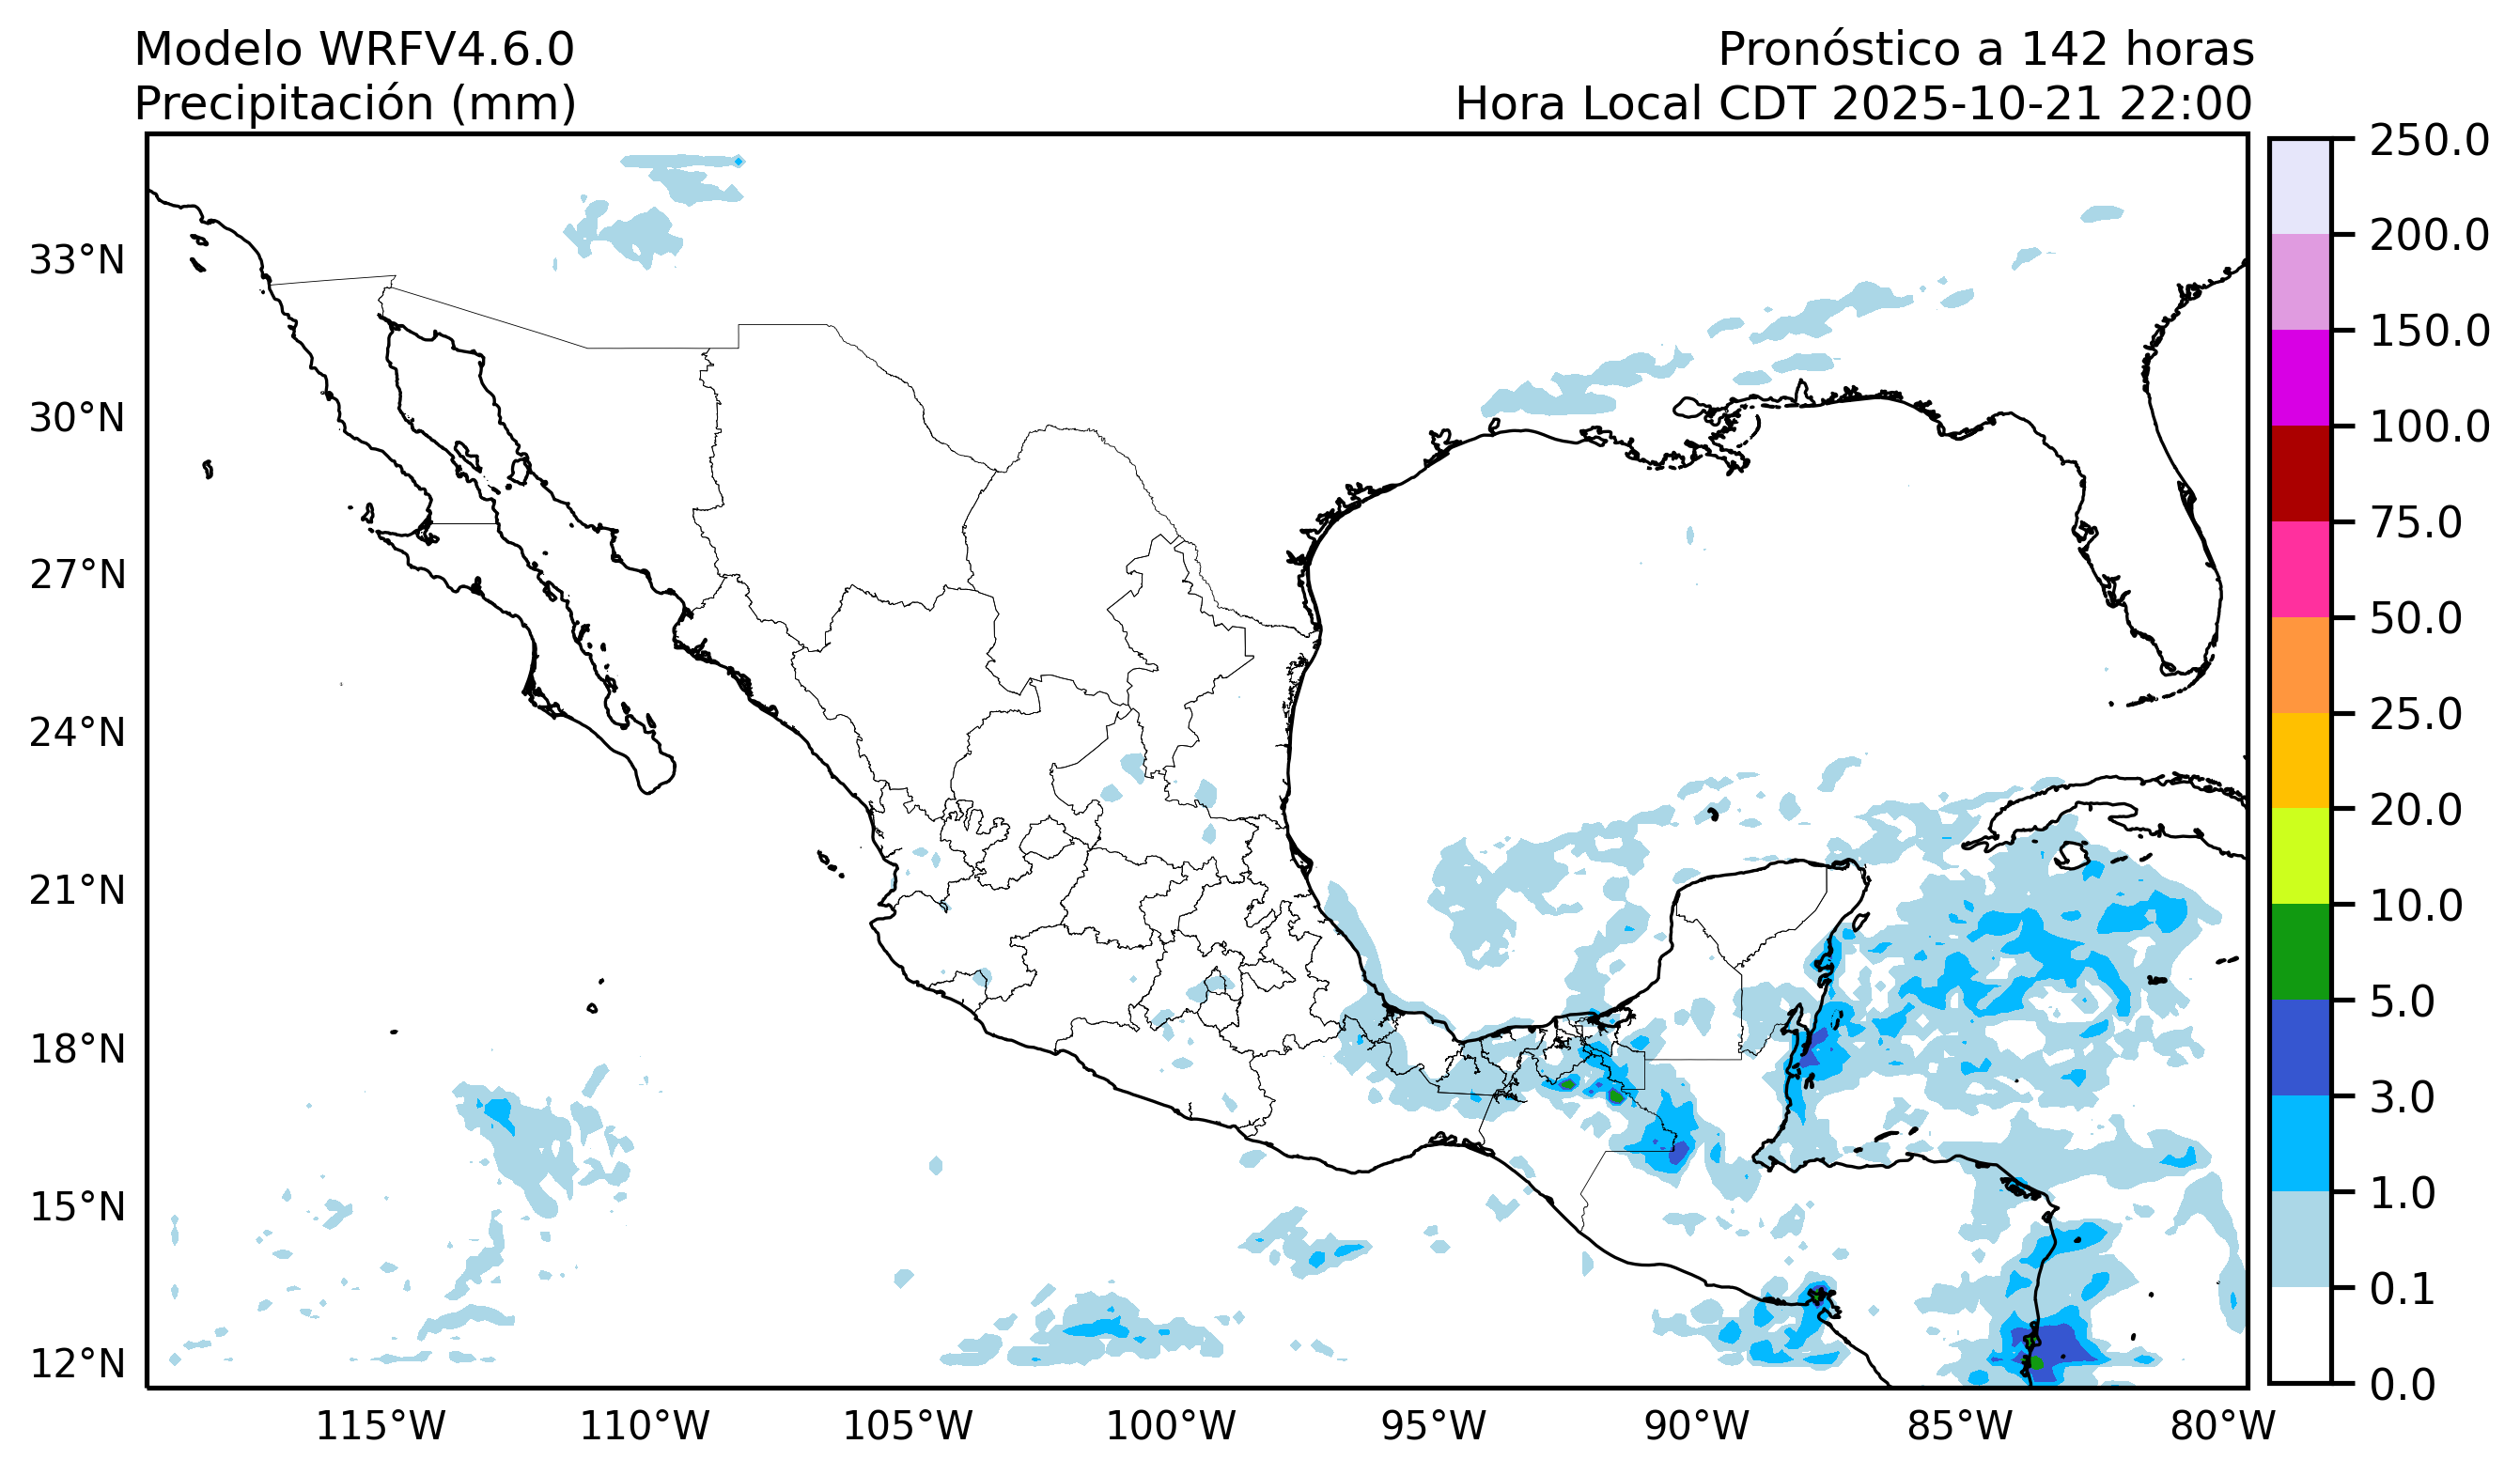 Modelo WRFV4.6.0
Precipitación (mm)
Pronóstico a 142 horas
Hora Local CDT 2025-10-21 22:00
33°N
30°N
27°N
24°N
21°N
18°N
15°N
12°N
115°W
110°W
105°W
100°W
95°W
90°W
85°W
80°W
250.0
200.0
150.0
100.0
75.0
50.0
25.0
20.0
10.0
5.0
3.0
1.0
0.1
0.0